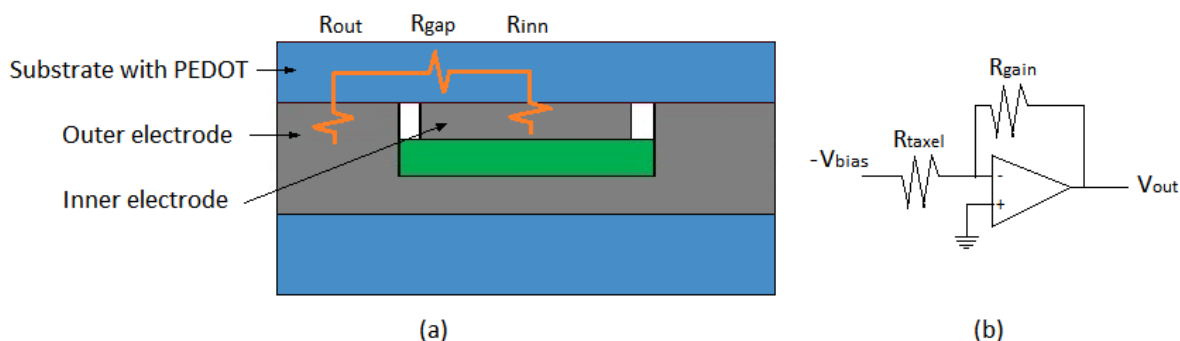 Rout Rgap Rinn
Substrate with PEDOT
Outer electrode
Inner electrode
(a)
Rgain
Rtaxel
-Vbias
-
+
Vout
(b)